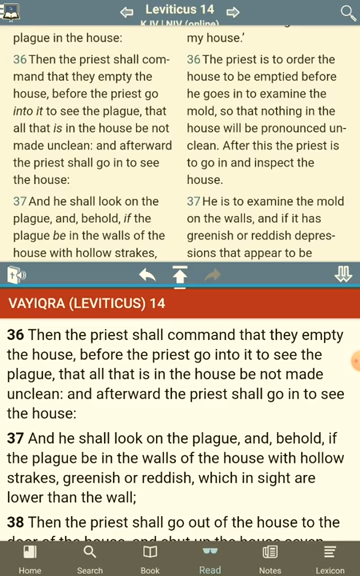 Leviticus 14
KJV | NIV (online)
plague in the house:
36 Then the priest shall com-
mand that they empty the
house, before the priest go
into it to see the plague, that
all that is in the house be not
made unclean: and afterward
the priest shall go in to see
the house:
37 And he shall look on the
plague, and, behold, if the
plague be in the walls of the
house with hollow strakes,
my house.'
36 The priest is to order the
house to be emptied before
he goes in to examine the
mold, so that nothing in the
house will be pronounced un-
clean. After this the priest is
to go in and inspect the
house.
37 He is to examine the mold
on the walls, and if it has
greenish or reddish depres-
sions that appear to be
VAYIQRA (LEVITICUS) 14
36 Then the priest shall command that they empty
the house, before the priest go into it to see the
plague, that all that is in the house be not made
unclean: and afterward the priest shall go in to see
the house:
37 And he shall look on the plague, and, behold, if
the plague be in the walls of the house with hollow
strakes, greenish or reddish, which in sight are
lower than the wall;
38 Then the priest shall go out of the house to the
door of the house, and shut up the house seven
Home
Search
Book
Read
Notes
Lexicon